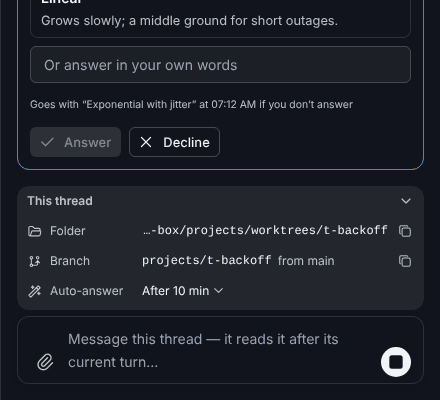 Linear
Grows slowly; a middle ground for short outages.
Or answer in your own words
Goes with “Exponential with jitter” at 07:12 AM if you don't answer
Answer
Decline
This thread
Folder
…-box/projects/worktrees/t-backoff
Branch
projects/t-backoff from main
Auto-answer
After 10 min
Message this thread — it reads it after its
current turn…